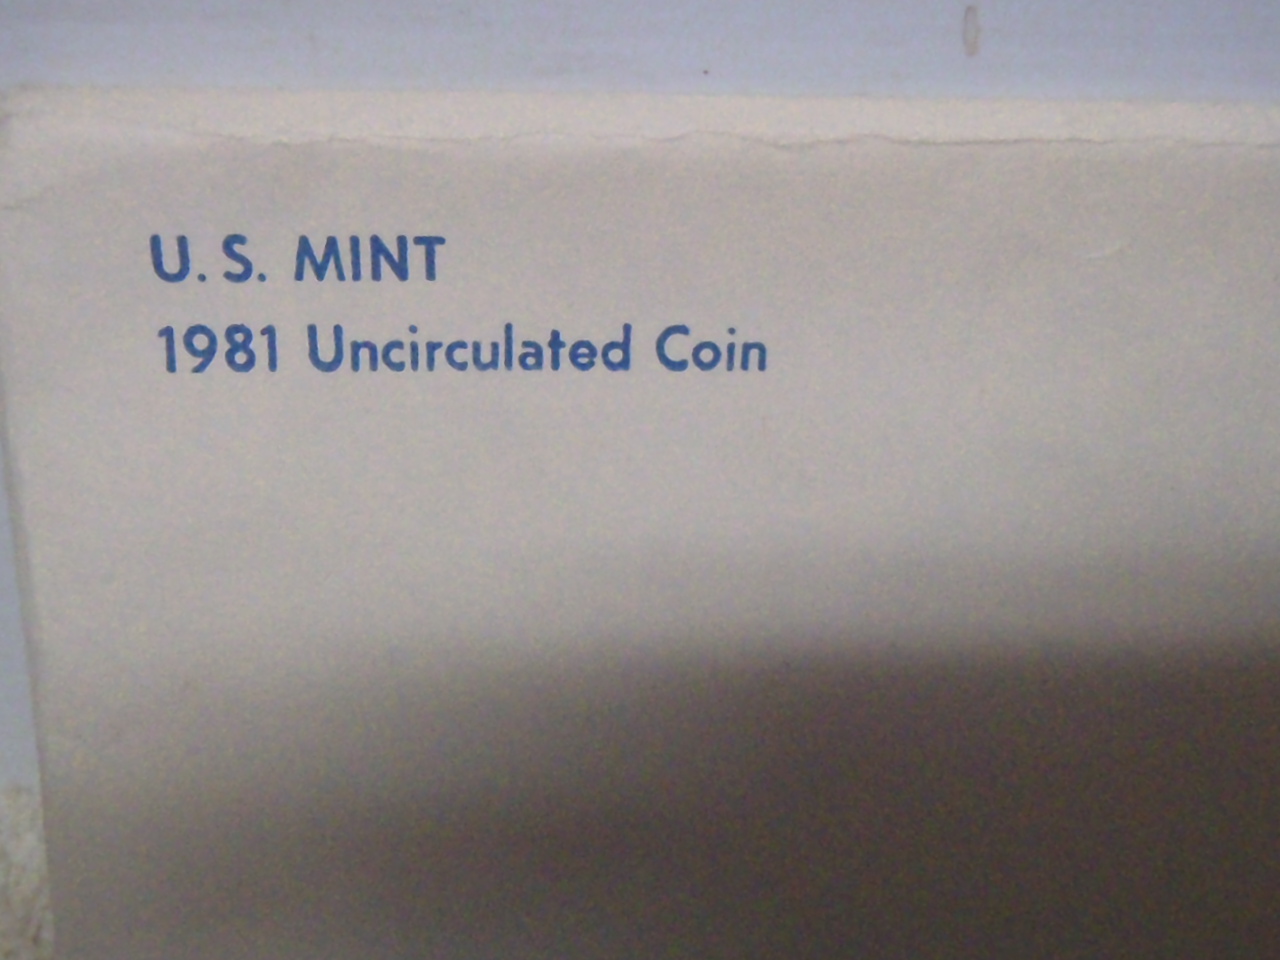 U. S. MINT
1981 Uncirculated Coin